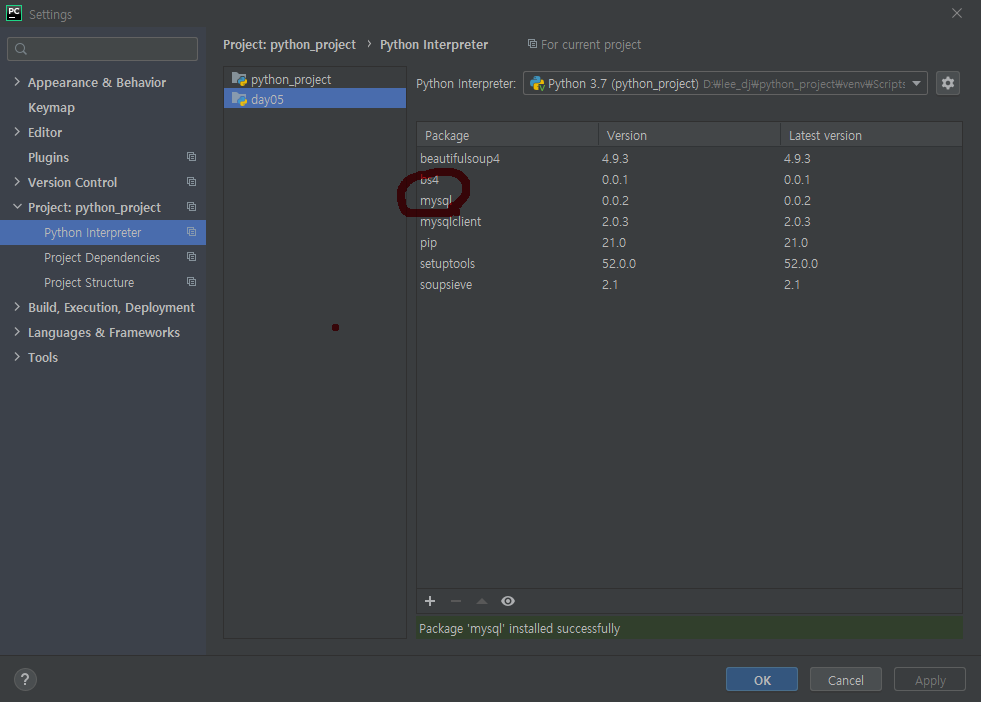 PC
Settings
Project: python_project › Python Interpreter For current project
Appearance & Behavior
Keymap
Editor
Plugins
Version Control
Project: python_project
Python Interpreter
Project Dependencies
Project Structure
Build, Execution, Deployment
Languages & Frameworks
Tools
python_project
day05
Python Interpreter: Python 3.7 (python_project) D:₩lee_dj₩python_project₩venv₩Scripts
Package Version Latest version
beautifulsoup4 4.9.3 4.9.3
bs4 0.0.1 0.0.1
mysql 0.0.2 0.0.2
mysqlclient 2.0.3 2.0.3
pip 21.0 21.0
setuptools 52.0.0 52.0.0
soupsieve 2.1 2.1
Package 'mysql' installed successfully
? OK Cancel Apply